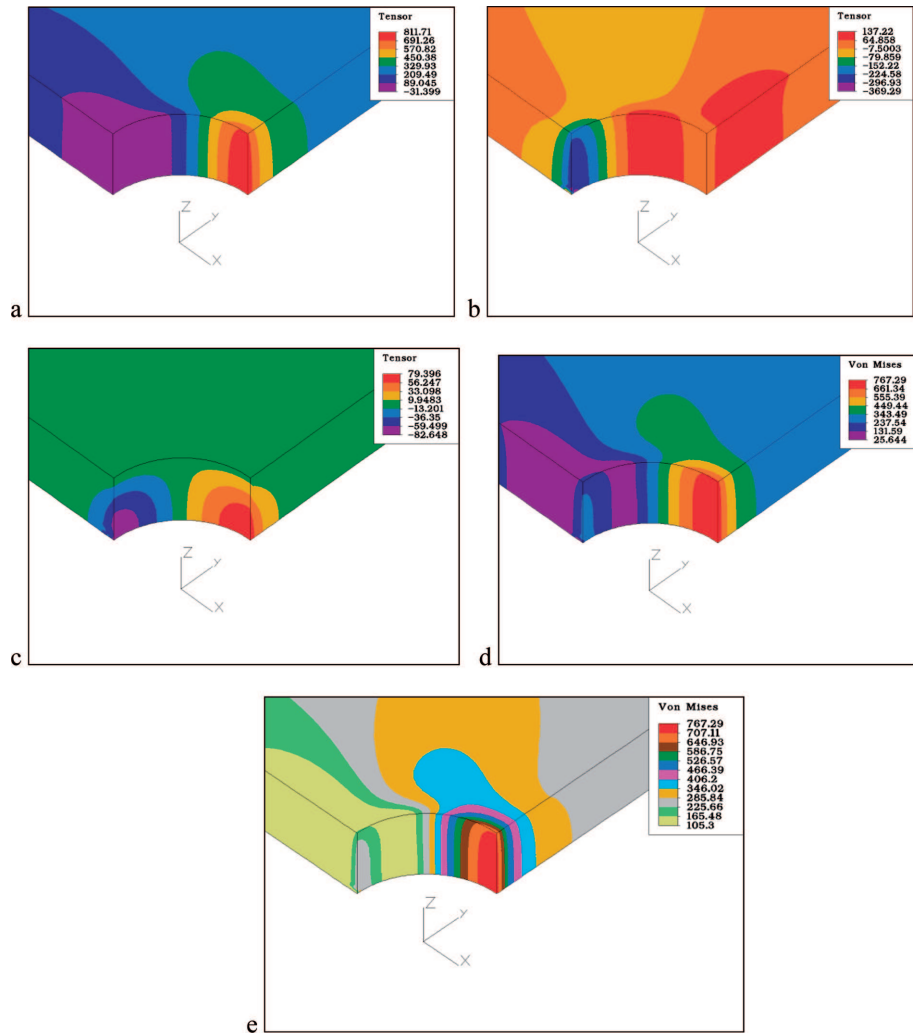 Tensor
811.71
691.26
570.82
450.38
329.93
209.49
89.045
-31.399
Z
Y
X
a
Tensor
137.22
64.858
-7.5003
-79.859
-152.22
-224.58
-296.93
-369.29
Z
Y
X
b
Tensor
79.396
56.247
33.098
9.9483
-13.201
-36.35
-59.499
-82.648
Z
Y
X
c
Von Mises
767.29
661.34
555.39
449.44
343.49
237.54
131.59
25.644
Z
Y
X
d
Von Mises
767.29
707.11
646.93
586.75
526.57
466.39
406.2
346.02
285.84
225.66
165.48
105.3
Z
Y
X
e